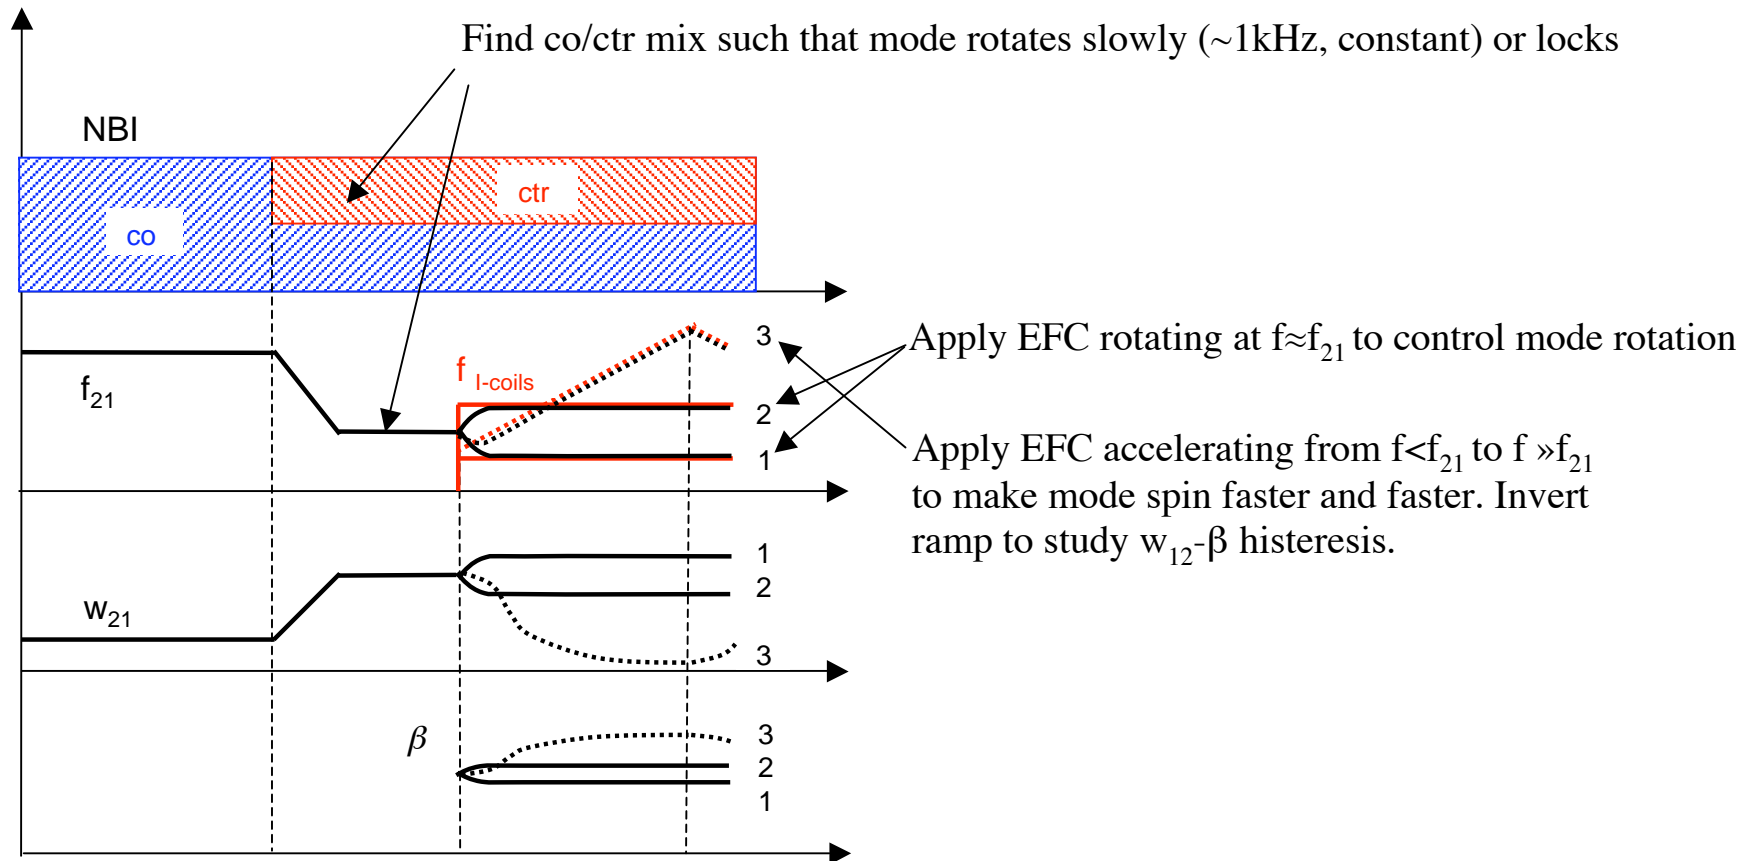 Find co/ctr mix such that mode rotates slowly (~1kHz, constant) or locks
NBI
ctr
co
3
Apply EFC rotating at f≈f21 to control mode rotation
f I-coils
f21
2
1
Apply EFC accelerating from f<f21 to f »f21
to make mode spin faster and faster. Invert
ramp to study w12-β histeresis.
1
2
w21
3
β
3
2
1